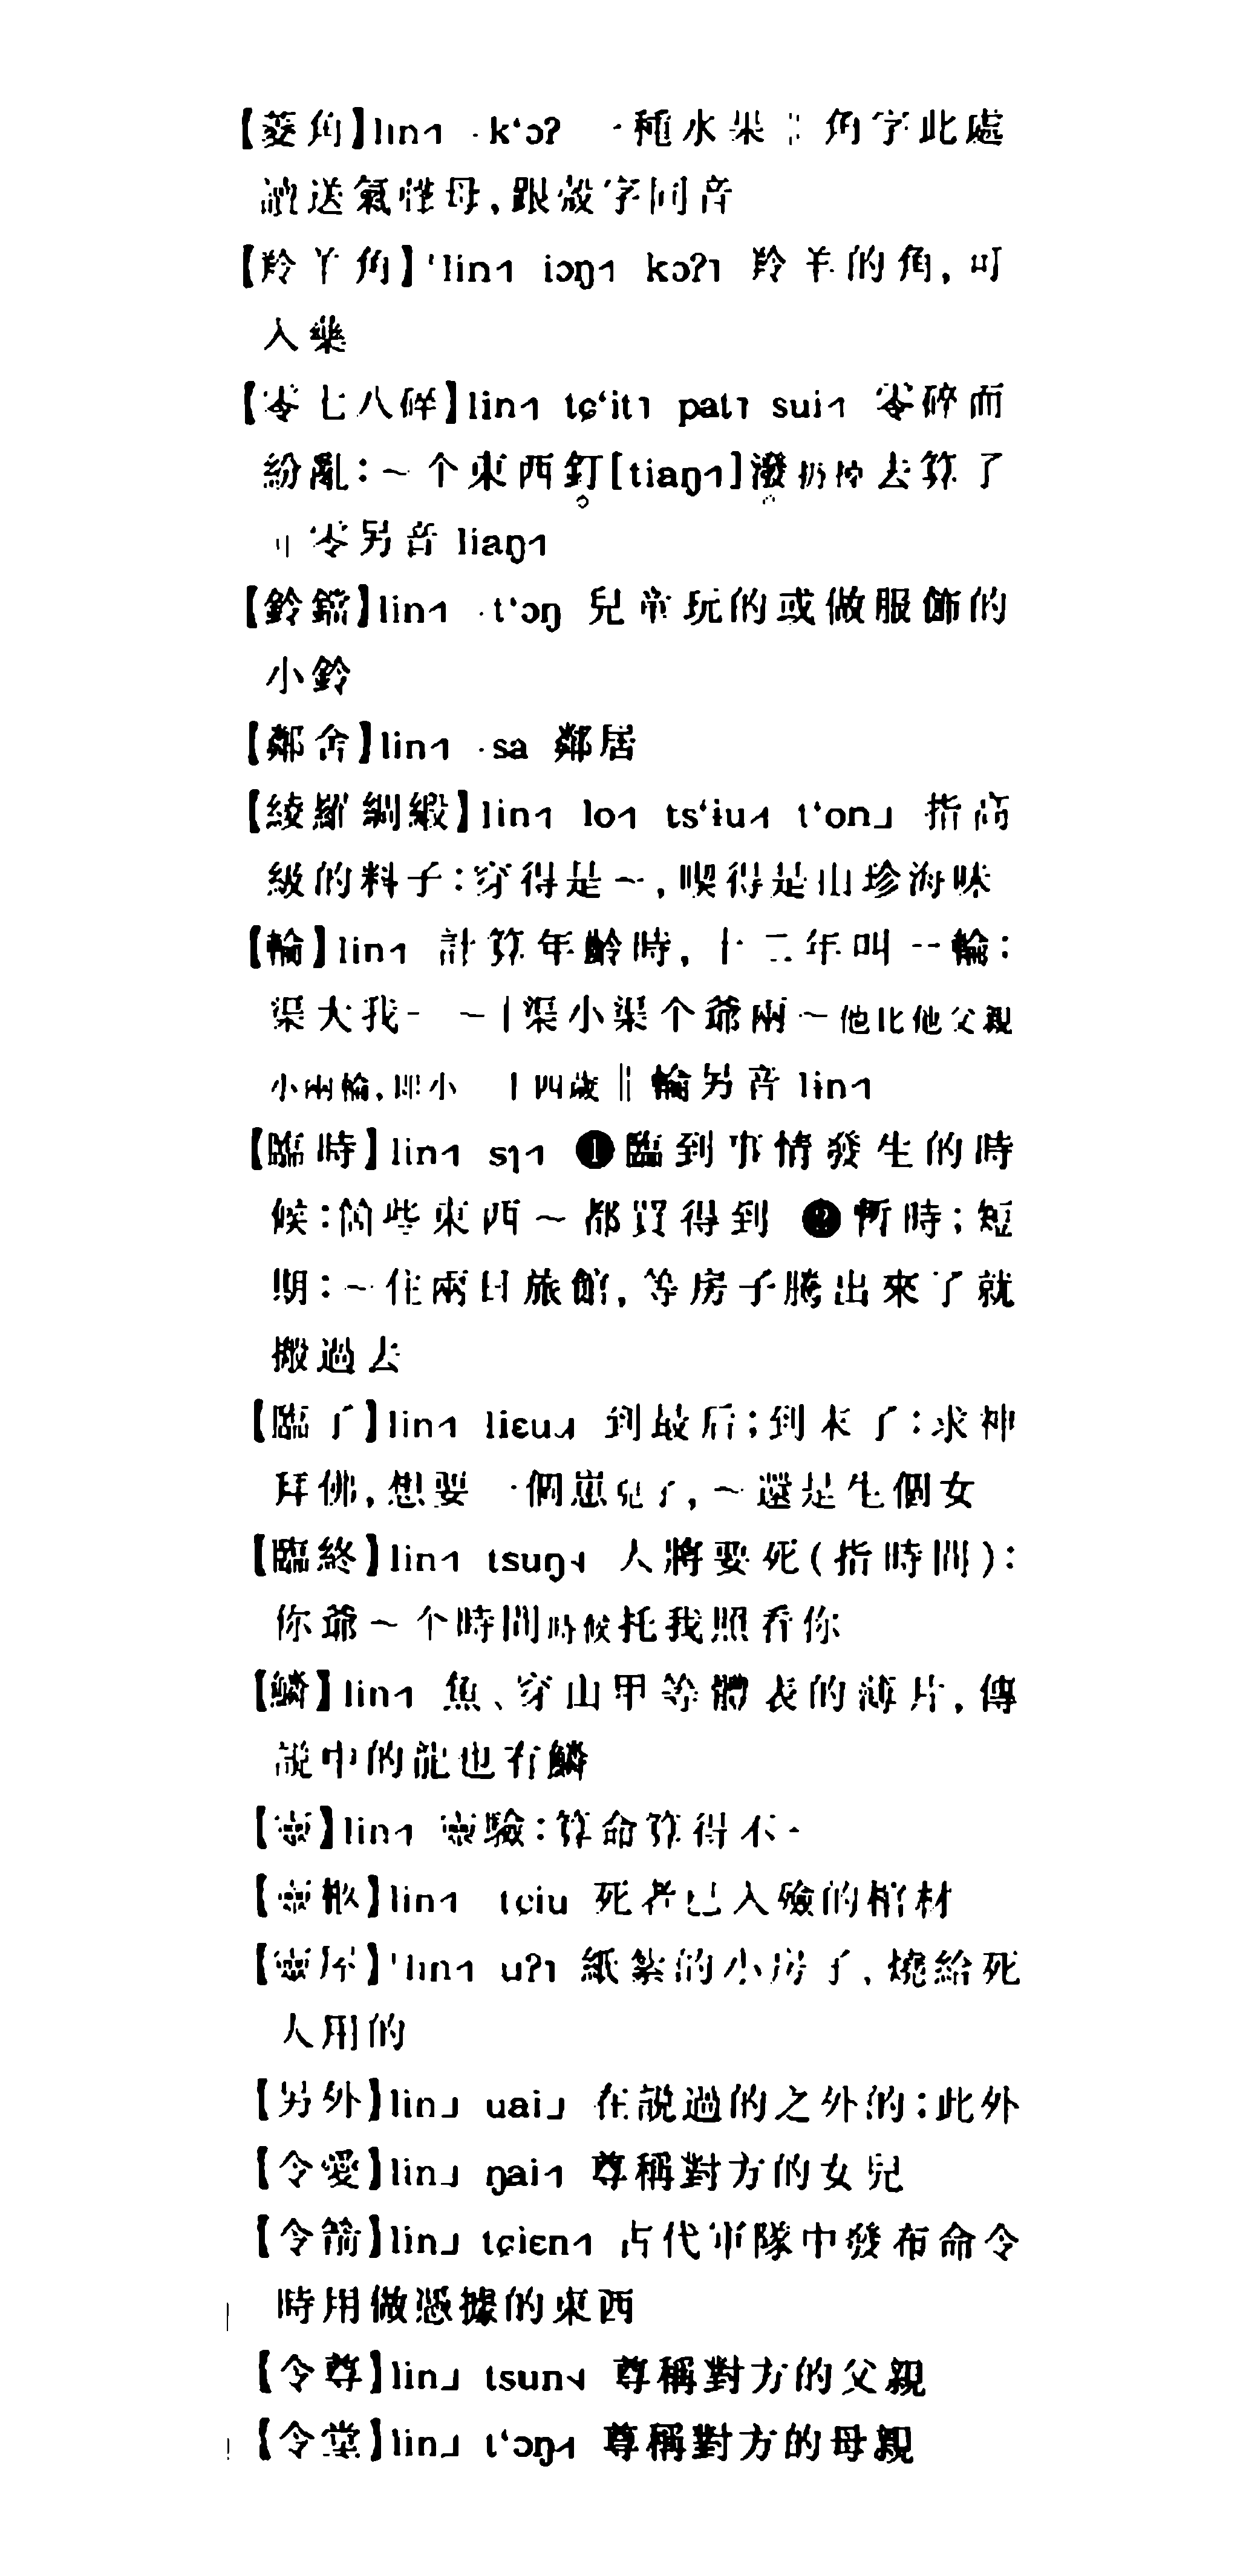 【菱角】lin˧ ·k‘ɔʔ 一種水果‖角字此處
讀送氣聲母,跟殼字同音
【羚羊角】'lin˧ iɔŋ˧ kɔʔ˥ 羚羊的角,可
入藥
【零七八碎】lin˧ tɕ‘it˥ pat˥ sui˧ 零碎而
紛亂:～个東西釘[tiaŋ˧]潑扔掉去算了
‖零另音 liaŋ˧
【鈴鐺】lin˧ ·t‘ɔŋ 兒童玩的或做服飾的
小鈴
【鄰舍】lin˧ ·sa 鄰居
【綾羅綢緞】lin˧ lo˧ ts‘ɨu˧ t‘on˩ 指高
級的料子:穿得是～,喫得是山珍海味
【輪】lin˧ 計算年齡時,十二年叫一輪:
渠大我一～|渠小渠个爺兩～他比他父親
小兩輪,即小二十四歲‖輪另音 lɨn˧
【臨時】lin˧ sɿ˧ ❶臨到事情發生的時
候:箇些東西～都買得到 ❷暫時;短
期:～住兩日旅館,等房子騰出來了就
搬過去
【臨了】lin˧ liɛu˨ 到最后;到末了:求神
拜佛,想要一個崽兒子,～還是生個女
【臨終】lin˧ tsuŋ˦ 人將要死(指時間):
你爺～个時間時候托我照看你
【鱗】lin˧ 魚、穿山甲等體表的薄片,傳
說中的龍也有鱗
【靈】lin˧ 靈驗:算命算得不～
【靈柩】lin˧ tɕiu 死者已入殮的棺材
【靈屋】'lin˧ uʔ˥ 紙紮的小房子,燒給死
人用的
【另外】lin˩ uai˩ 在說過的之外的;此外
【令愛】lin˩ ŋai˧ 尊稱對方的女兒
【令箭】lin˩ tɕiɛn˧ 古代軍隊中發布命令
時用做憑據的東西
【令尊】lin˩ tsun˦ 尊稱對方的父親
【令堂】lin˩ t‘ɔŋ˧ 尊稱對方的母親